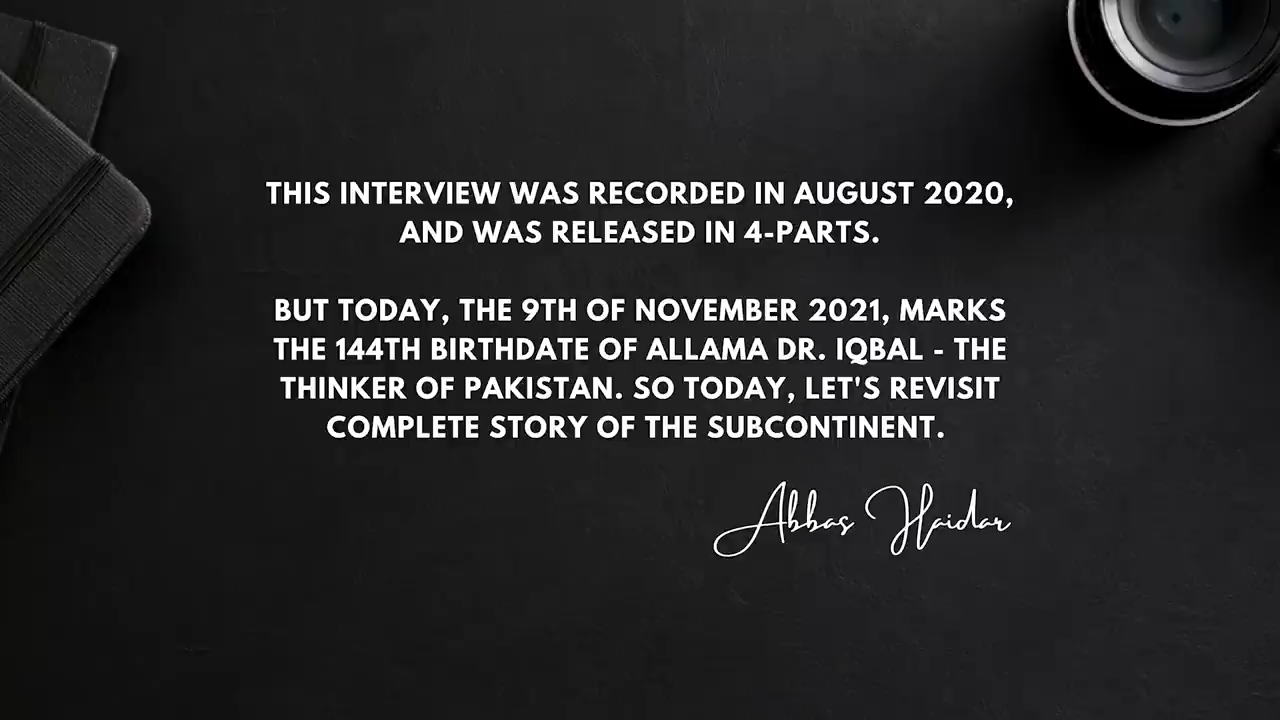 THIS INTERVIEW WAS RECORDED IN AUGUST 2020,
AND WAS RELEASED IN 4-PARTS.
BUT TODAY, THE 9TH OF NOVEMBER 2021, MARKS
THE 144TH BIRTHDATE OF ALLAMA DR. IQBAL - THE
THINKER OF PAKISTAN. SO TODAY, LET'S REVISIT
COMPLETE STORY OF THE SUBCONTINENT.
Abbas Haidar